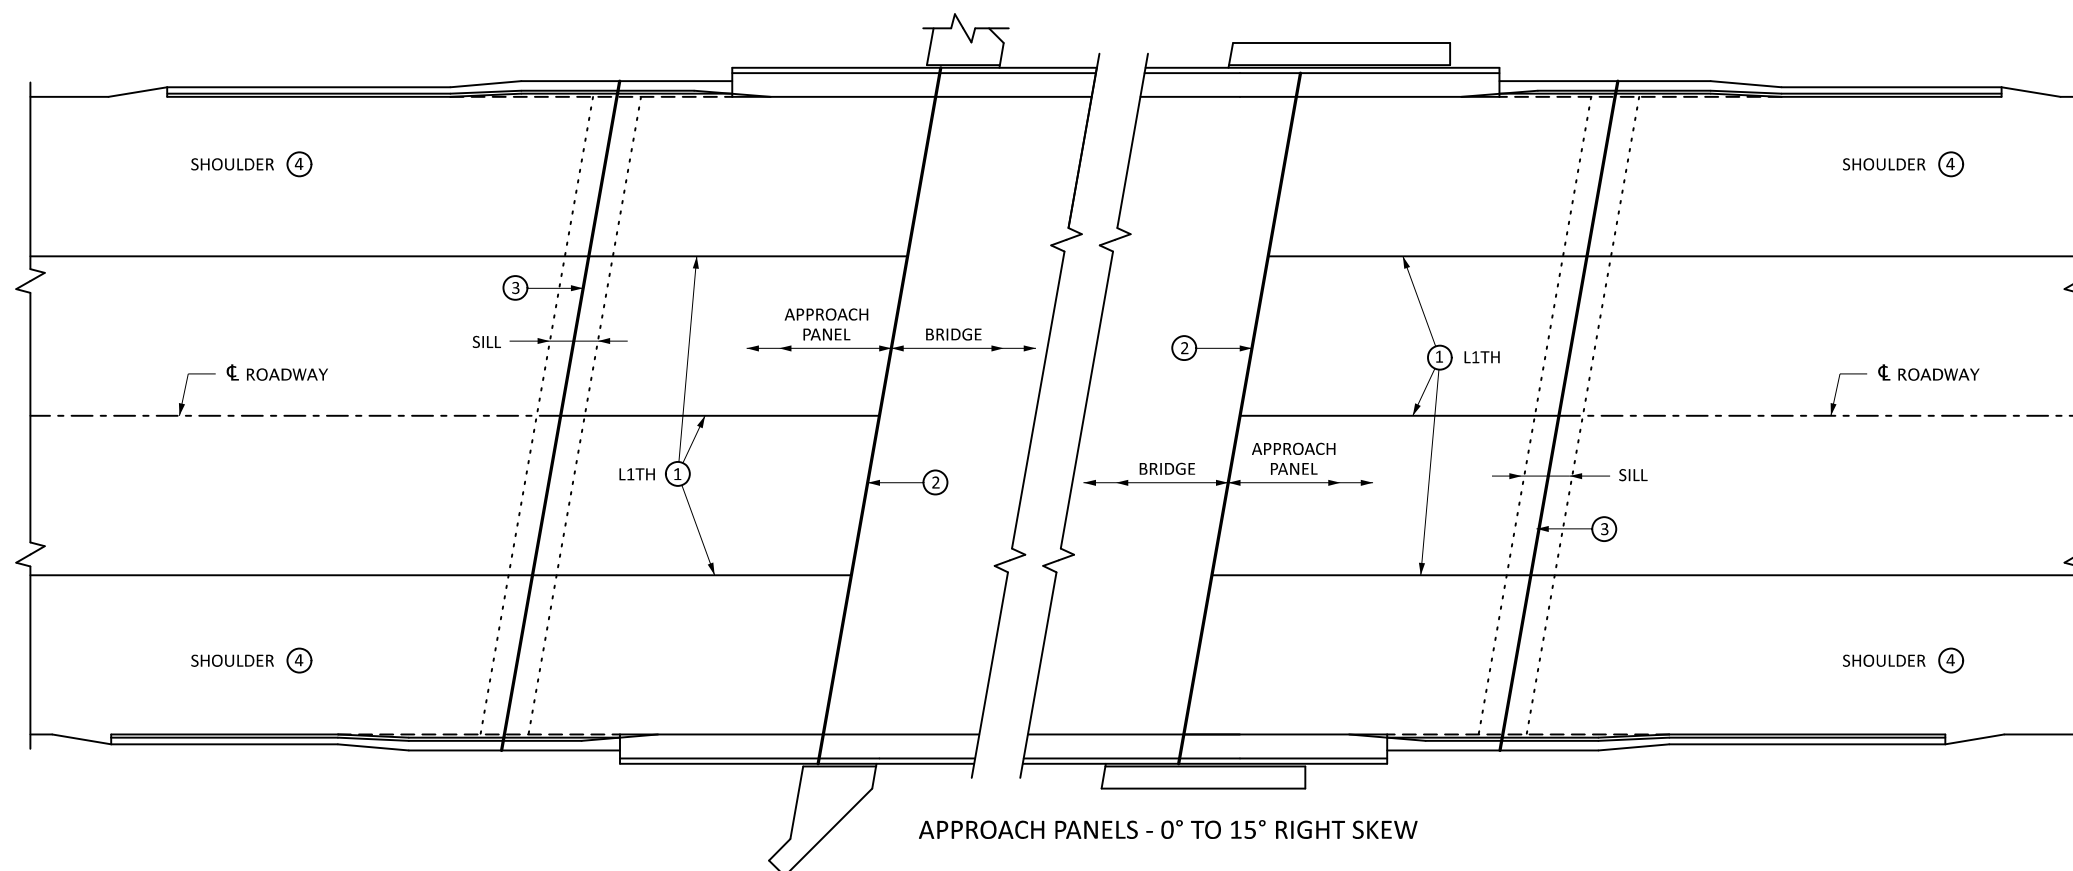 SHOULDER 4
SHOULDER 4
3
APPROACH
PANEL
BRIDGE
SILL
2
1 L1TH
℄ ROADWAY
℄ ROADWAY
APPROACH
PANEL
BRIDGE
L1TH 1
2
SILL
3
SHOULDER 4
SHOULDER 4
APPROACH PANELS - 0° TO 15° RIGHT SKEW